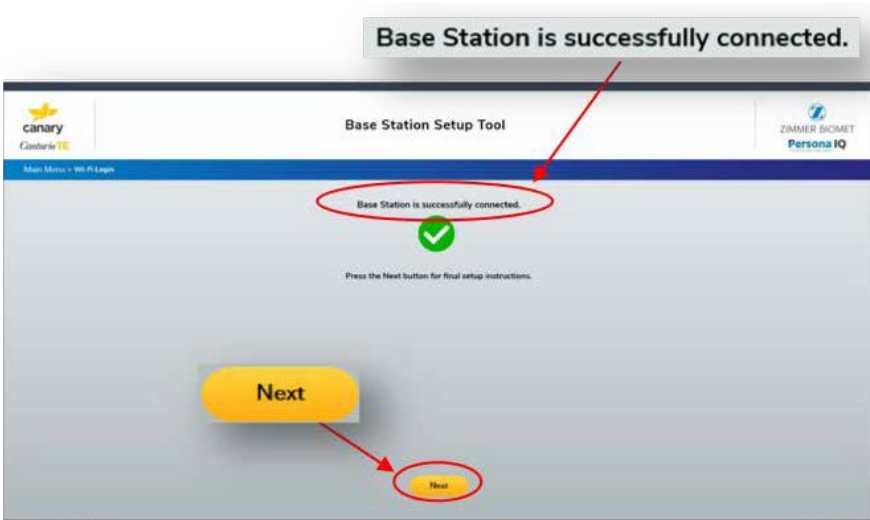 Base Station is successfully connected.
canary
Canturio TE
Base Station Setup Tool
ZIMMER BIOMET
Persona IQ
Main Menu > Wi-Fi Login
Base Station is successfully connected.
Press the Next button for final setup instructions.
Next
Next